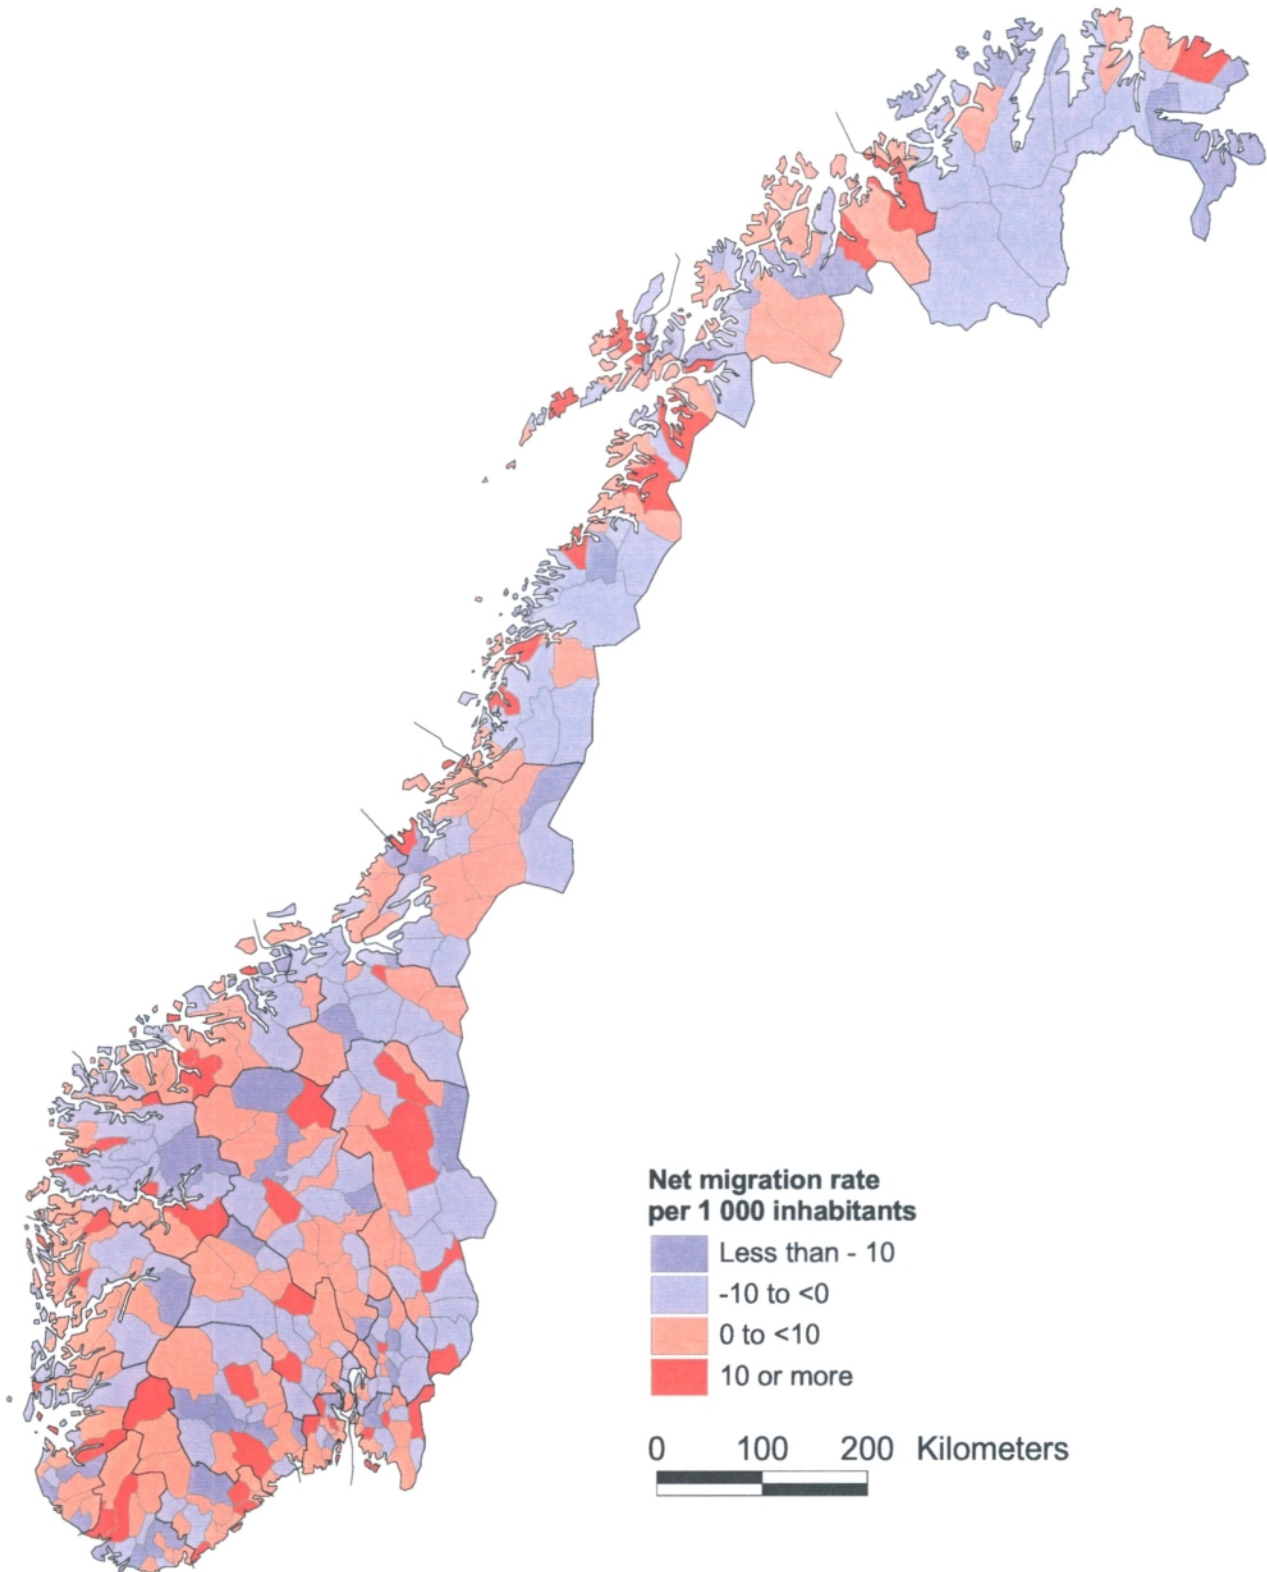 Net migration rate
per 1 000 inhabitants
Less than - 10
-10 to <0
0 to <10
10 or more
0 100 200 Kilometers